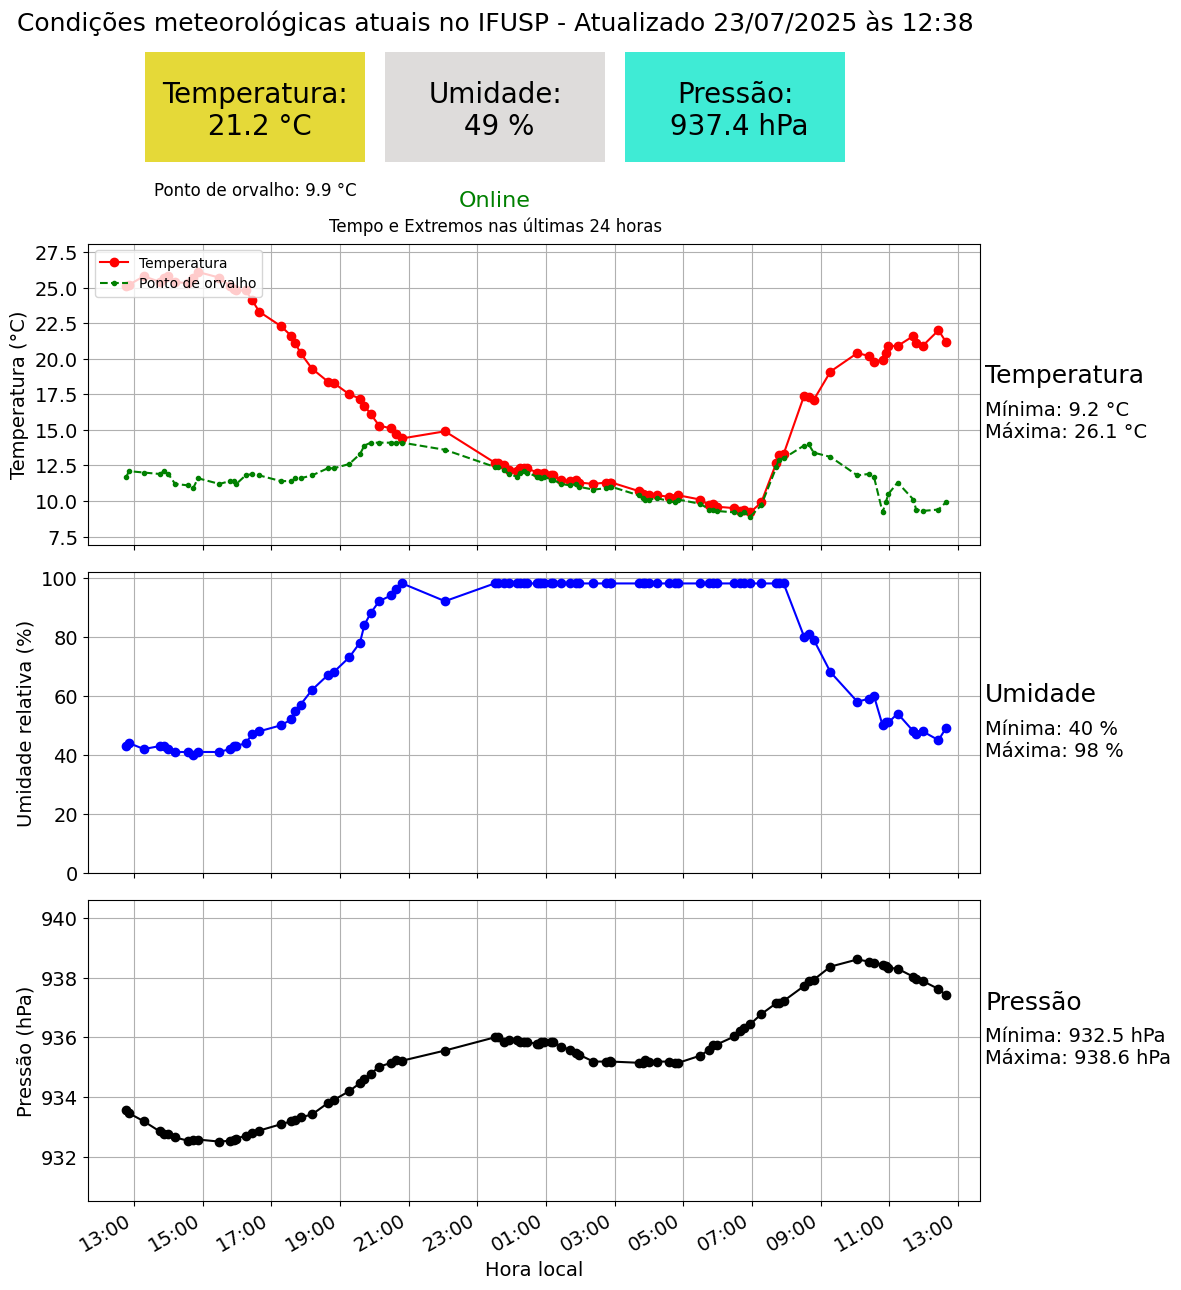 Condições meteorológicas atuais no IFUSP - Atualizado 23/07/2025 às 12:38
Temperatura:
21.2 °C
Umidade:
49 %
Pressão:
937.4 hPa
Ponto de orvalho: 9.9 °C
Online
Tempo e Extremos nas últimas 24 horas
Temperatura (°C)
27.5
25.0
22.5
20.0
17.5
15.0
12.5
10.0
7.5
Temperatura
Ponto de orvalho
Temperatura
Mínima: 9.2 °C
Máxima: 26.1 °C
Umidade relativa (%)
100
80
60
40
20
0
Umidade
Mínima: 40 %
Máxima: 98 %
Pressão (hPa)
940
938
936
934
932
Pressão
Mínima: 932.5 hPa
Máxima: 938.6 hPa
13:00
15:00
17:00
19:00
21:00
23:00
01:00
03:00
05:00
07:00
09:00
11:00
13:00
Hora local